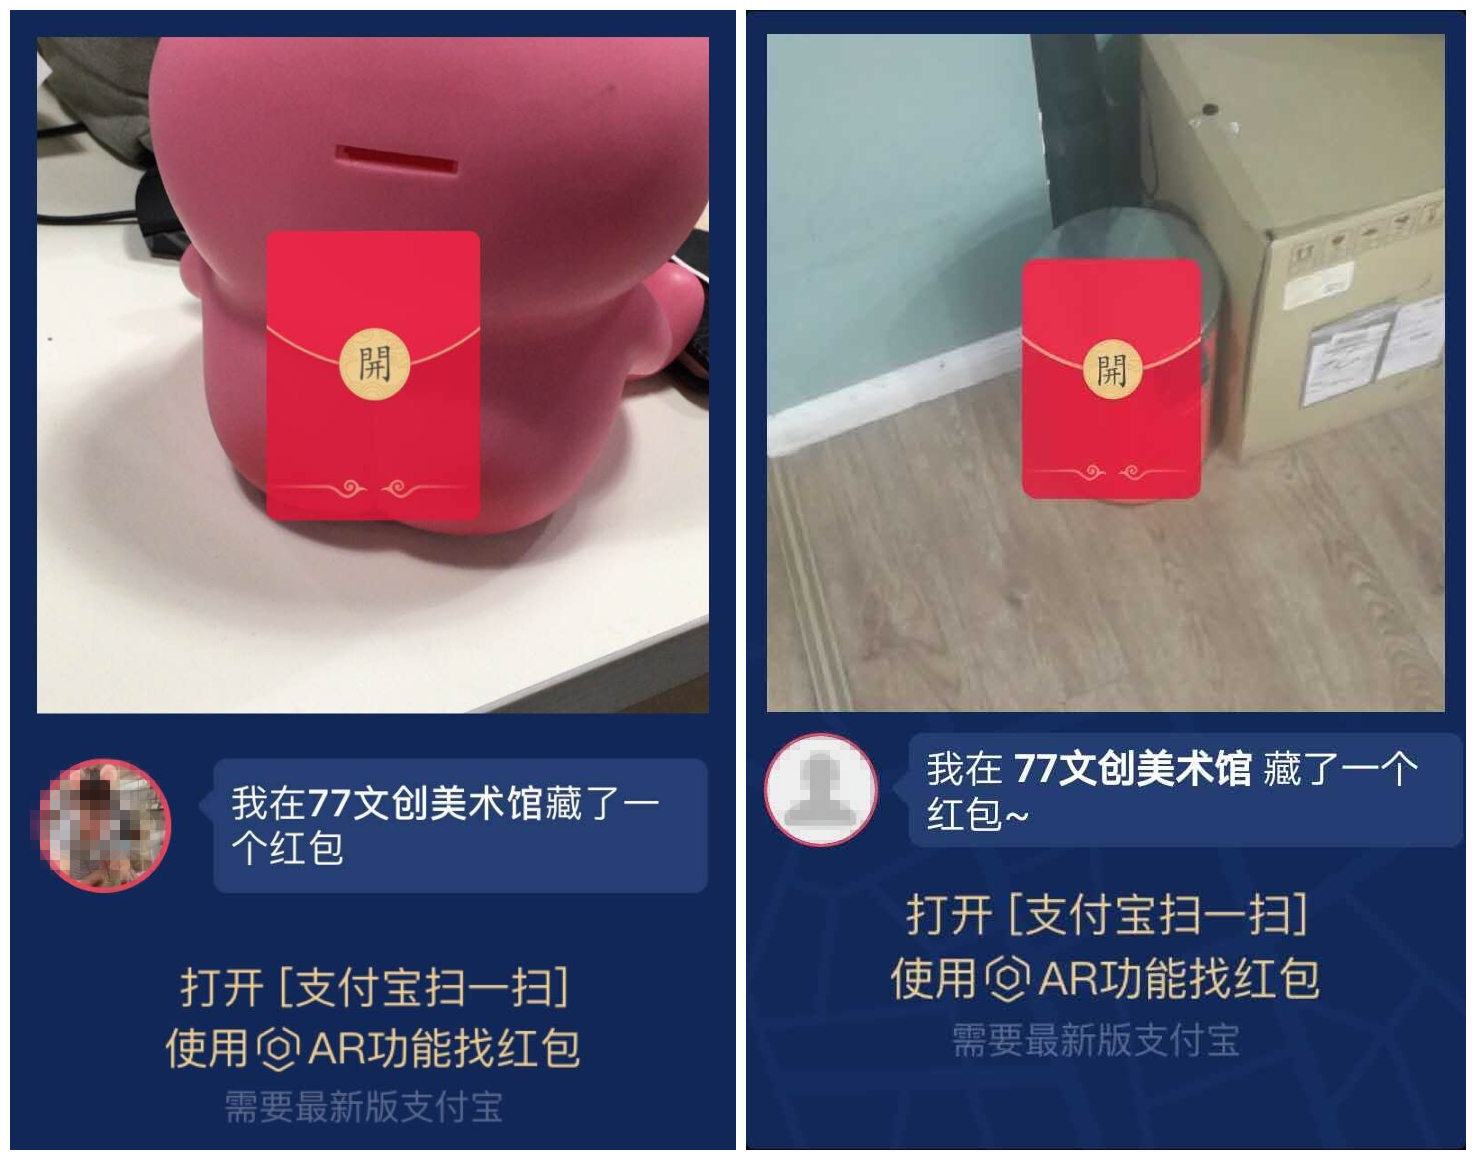 開
我在77文创美术馆藏了一
个红包
打开 [支付宝扫一扫]
使用AR功能找红包
需要最新版支付宝
開
我在 77文创美术馆 藏了一个
红包~
打开 [支付宝扫一扫]
使用AR功能找红包
需要最新版支付宝